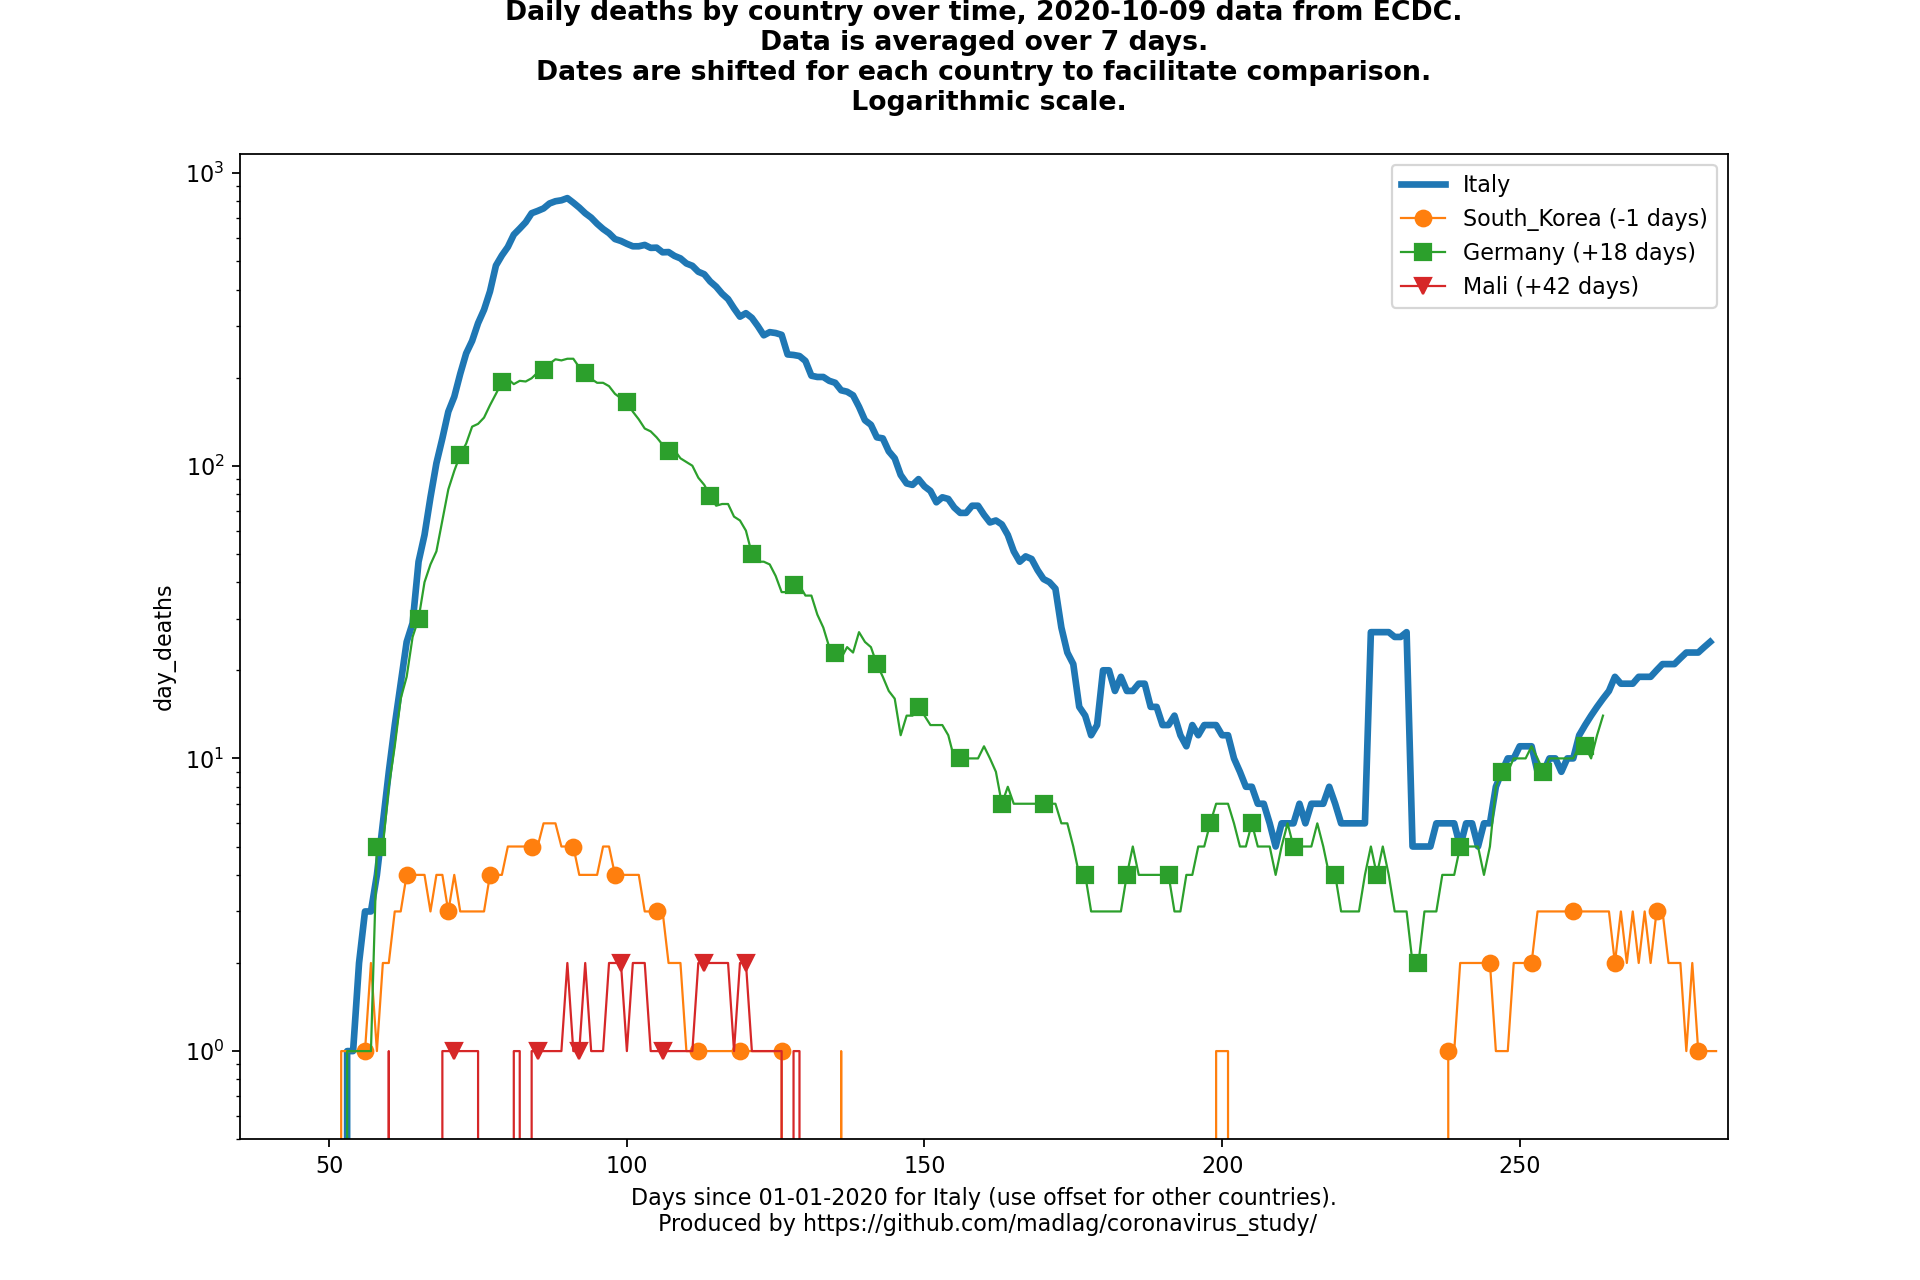 Daily deaths by country over time, 2020-10-09 data from ECDC.
Data is averaged over 7 days.
Dates are shifted for each country to facilitate comparison.
Logarithmic scale.
10³
10²
10¹
10⁰
day_deaths
Italy
South_Korea (-1 days)
Germany (+18 days)
Mali (+42 days)
50 100 150 200 250
Days since 01-01-2020 for Italy (use offset for other countries).
Produced by https://github.com/madlag/coronavirus_study/